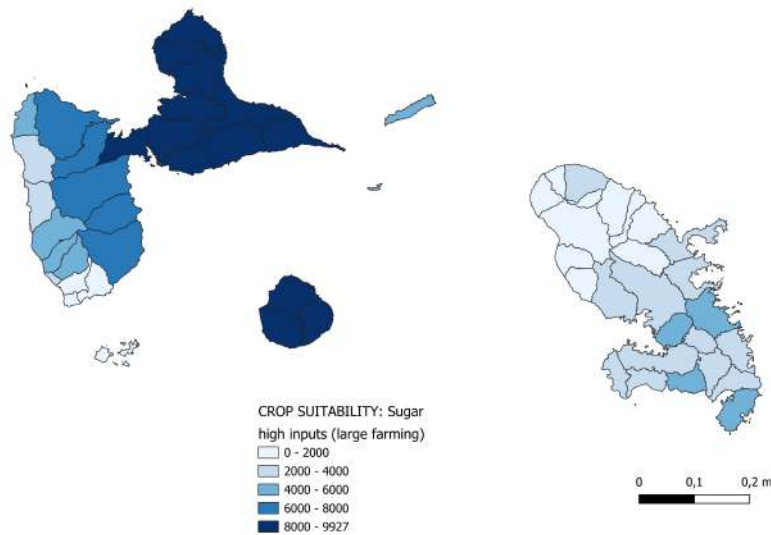 CROP SUITABILITY: Sugar
high inputs (large farming)
0 - 2000
2000 - 4000
4000 - 6000
6000 - 8000
8000 - 9927
0 0,1 0,2 m